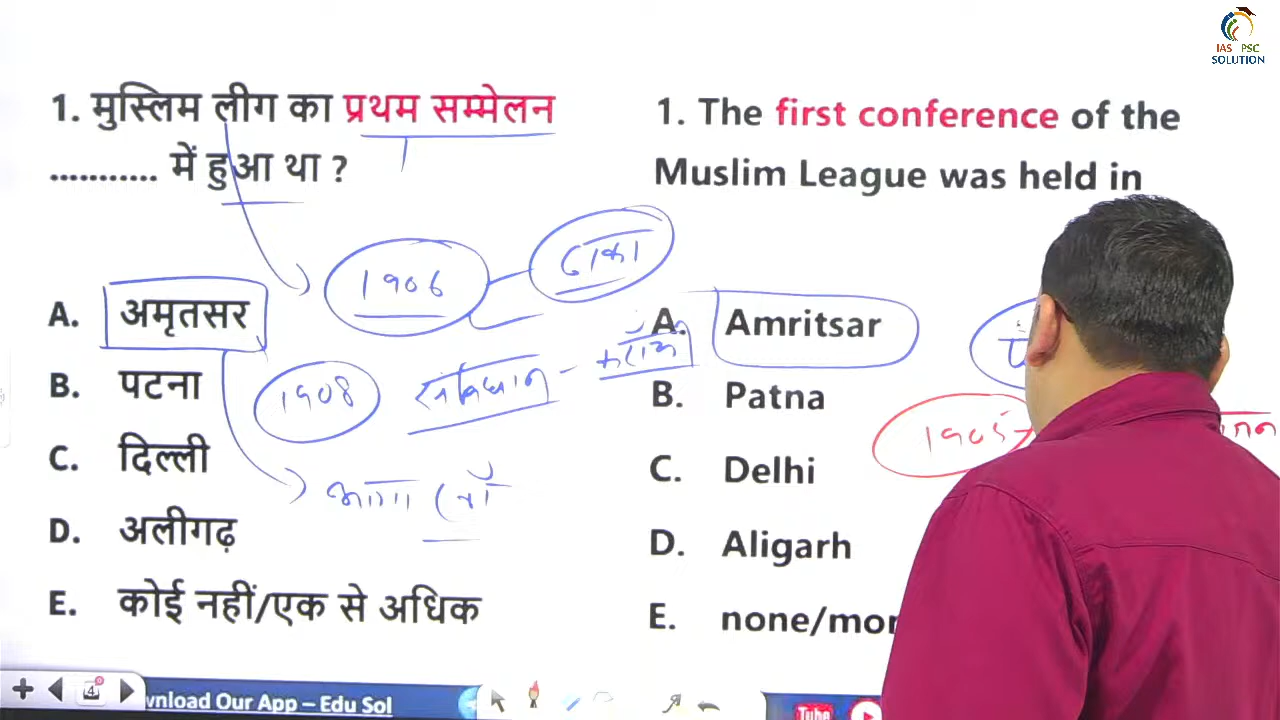 IAS PSC
SOLUTION
1. मुस्लिम लीग का प्रथम सम्मेलन
........... में हुआ था ?
1906
ढाका
A. अमृतसर
B. पटना
1908
C. दिल्ली
D. अलीगढ़
E. कोई नहीं/एक से अधिक
1. The first conference of the
Muslim League was held in
A. Amritsar
B. Patna
C. Delhi
D. Aligarh
E. none/mor
4
wnload Our App – Edu Sol
Tube